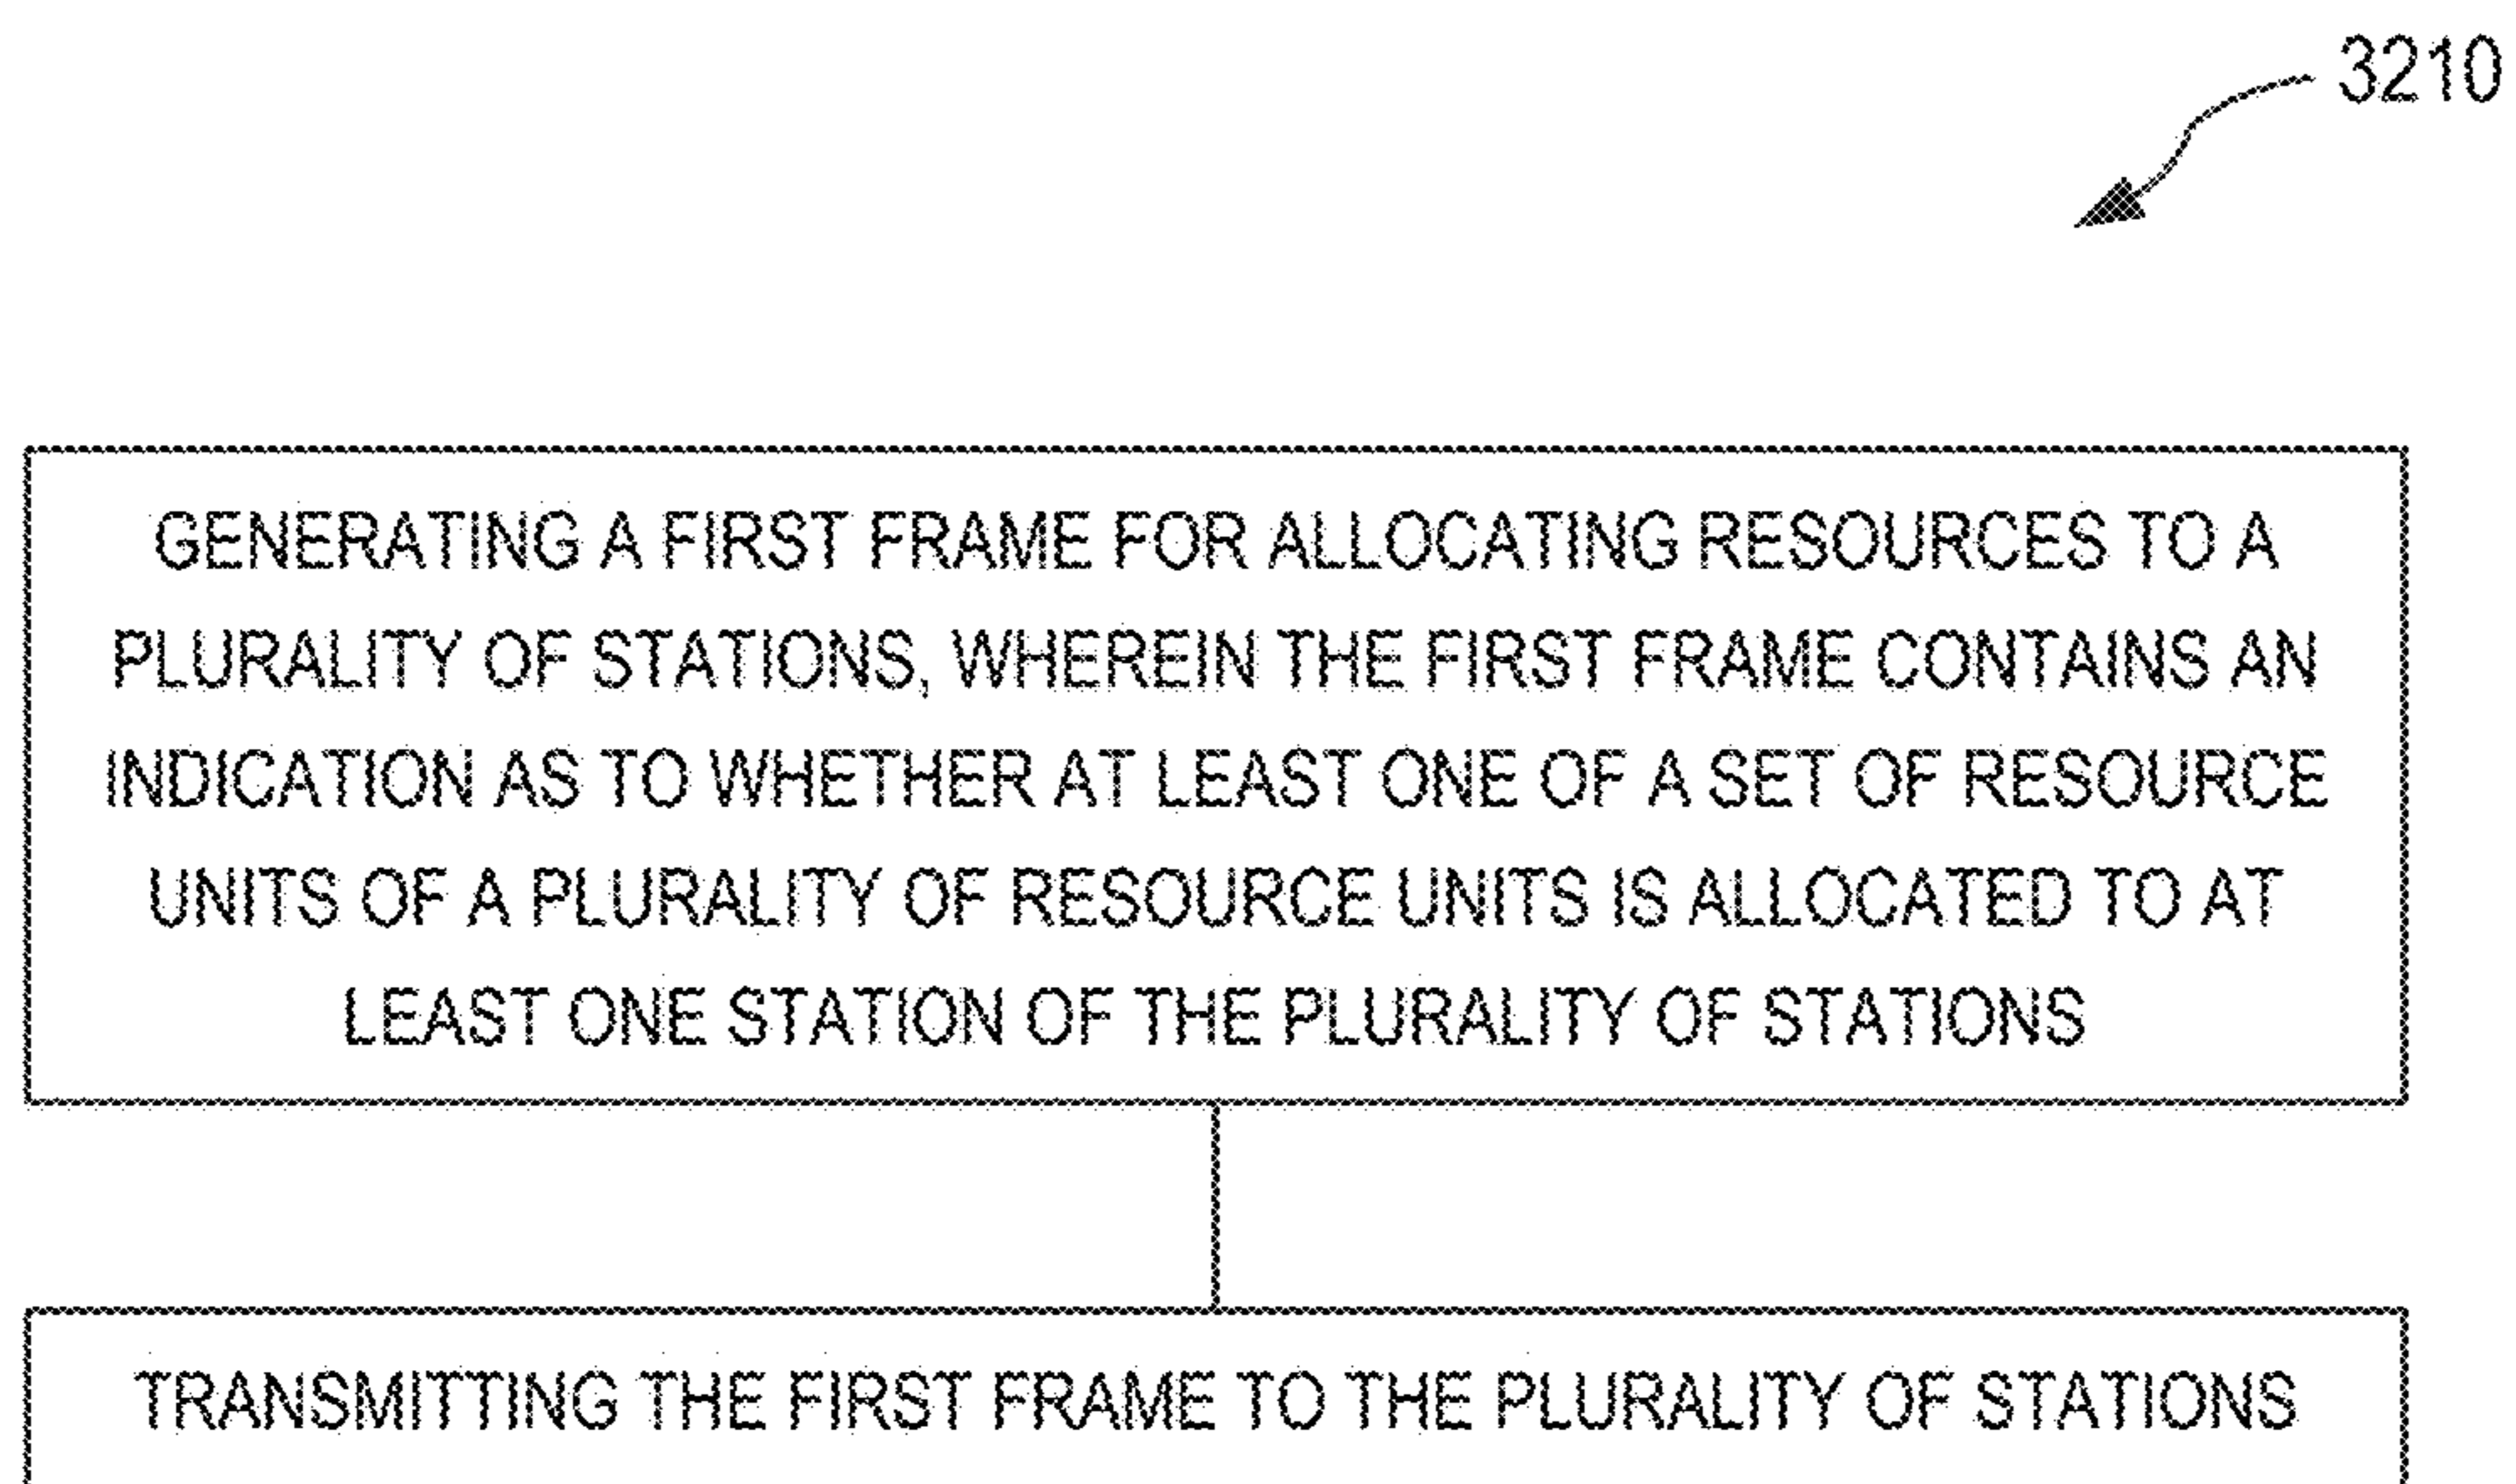 3210
GENERATING A FIRST FRAME FOR ALLOCATING RESOURCES TO A
PLURALITY OF STATIONS, WHEREIN THE FIRST FRAME CONTAINS AN
INDICATION AS TO WHETHER AT LEAST ONE OF A SET OF RESOURCE
UNITS OF A PLURALITY OF RESOURCE UNITS IS ALLOCATED TO AT
LEAST ONE STATION OF THE PLURALITY OF STATIONS
TRANSMITTING THE FIRST FRAME TO THE PLURALITY OF STATIONS